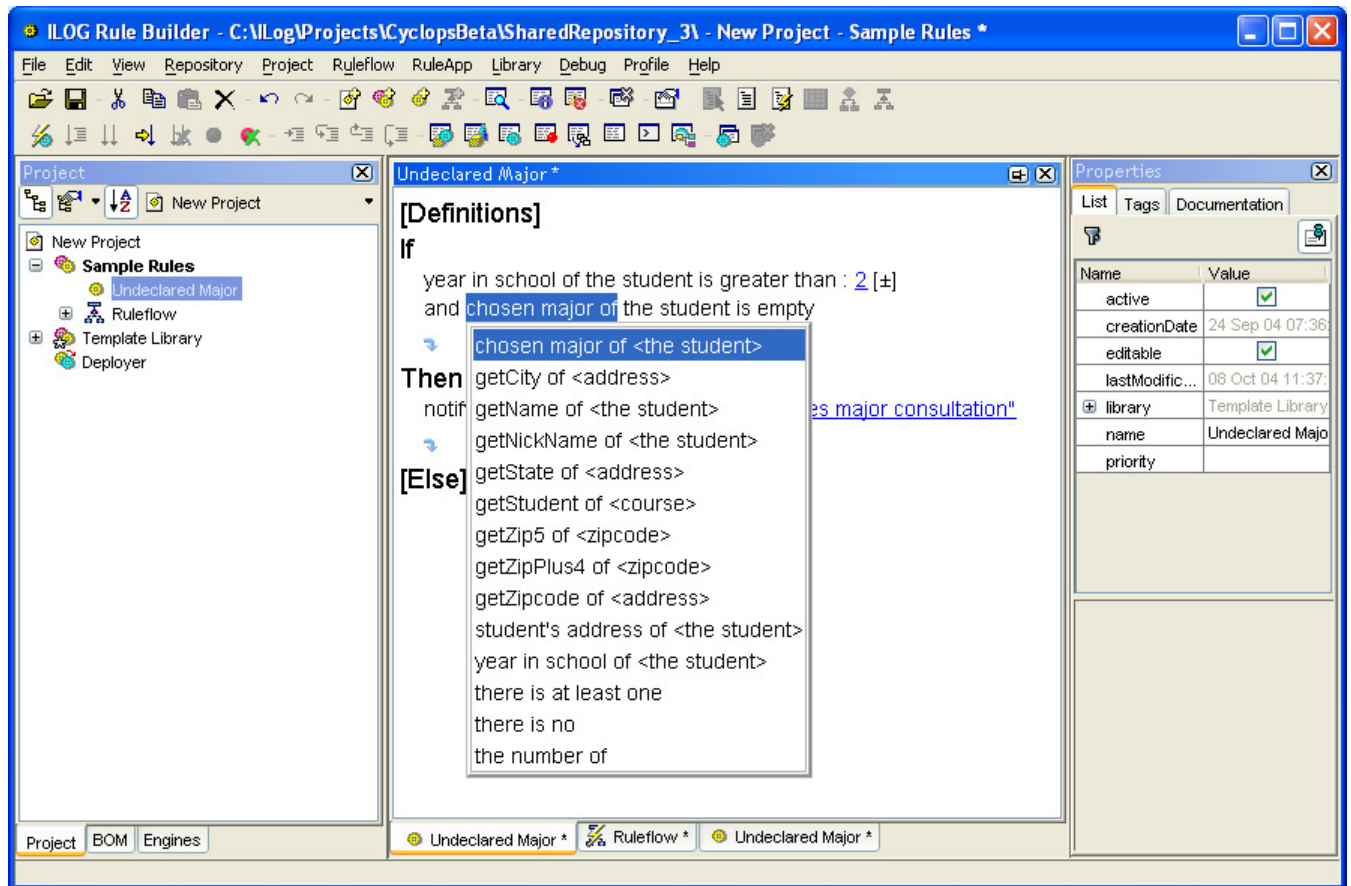 ILOG Rule Builder - C:\ILog\Projects\CyclopsBeta\SharedRepository_3\ - New Project - Sample Rules *
File Edit View Repository Project Ruleflow RuleApp Library Debug Profile Help
Project
New Project
New Project
Sample Rules
Undeclared Major
Ruleflow
Template Library
Deployer
Project BOM Engines
Undeclared Major *
[Definitions]
If
year in school of the student is greater than : 2 [±]
and chosen major of the student is empty
chosen major of <the student>
getCity of <address>
getName of <the student>
getNickName of <the student>
getState of <address>
getStudent of <course>
getZip5 of <zipcode>
getZipPlus4 of <zipcode>
getZipcode of <address>
student's address of <the student>
year in school of <the student>
there is at least one
there is no
the number of
Then
notif es major consultation"
[Else]
Undeclared Major * Ruleflow * Undeclared Major *
Properties
List Tags Documentation
Name Value
active
creationDate 24 Sep 04 07:36:
editable
lastModific... 08 Oct 04 11:37:
library Template Library
name Undeclared Majo
priority